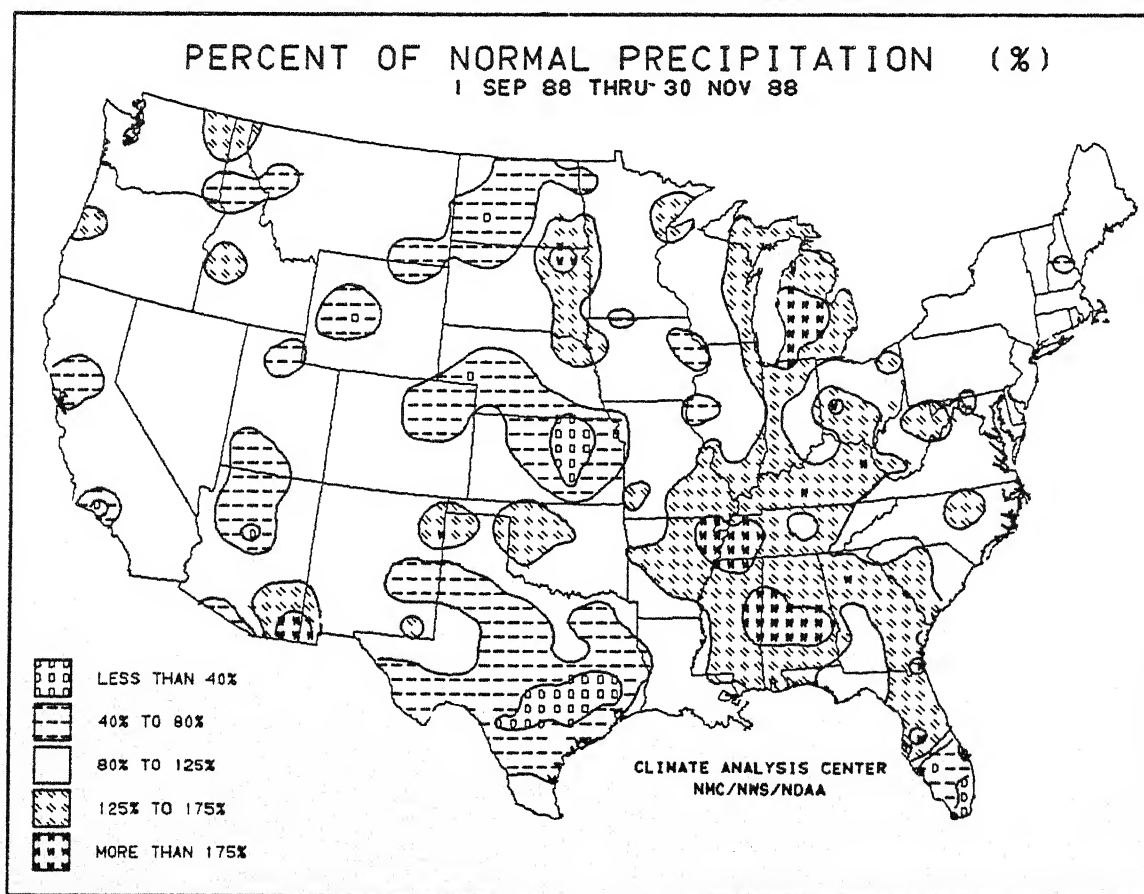 PERCENT OF NORMAL PRECIPITATION (%)
1 SEP 88 THRU 30 NOV 88
LESS THAN 40%
40% TO 80%
80% TO 125%
125% TO 175%
MORE THAN 175%
CLIMATE ANALYSIS CENTER
NMC/NWS/NOAA